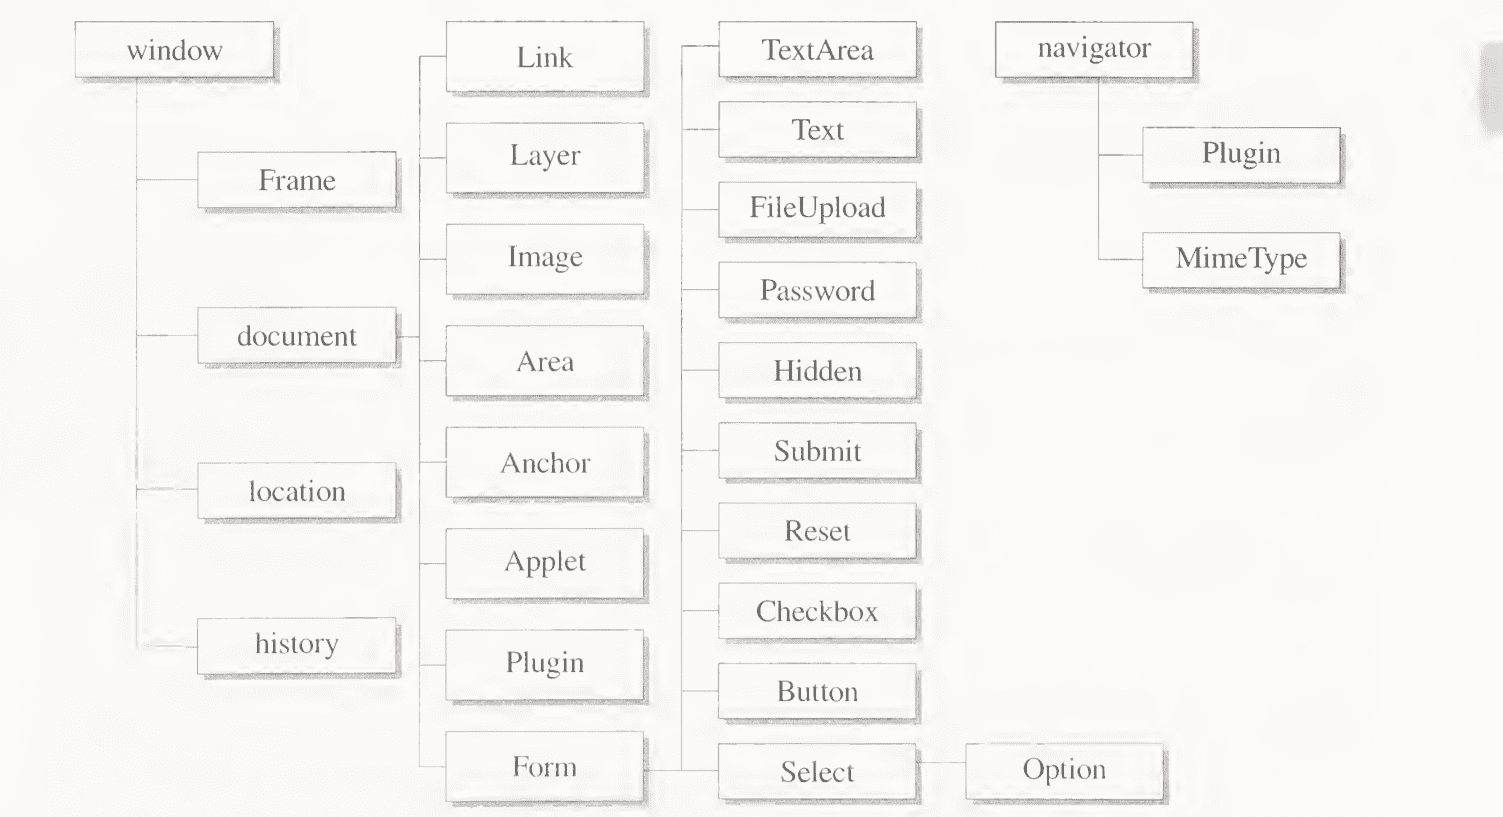 window
Frame
document
location
history
Link
Layer
Image
Area
Anchor
Applet
Plugin
Form
TextArea
Text
FileUpload
Password
Hidden
Submit
Reset
Checkbox
Button
Select
Option
navigator
Plugin
MimeType